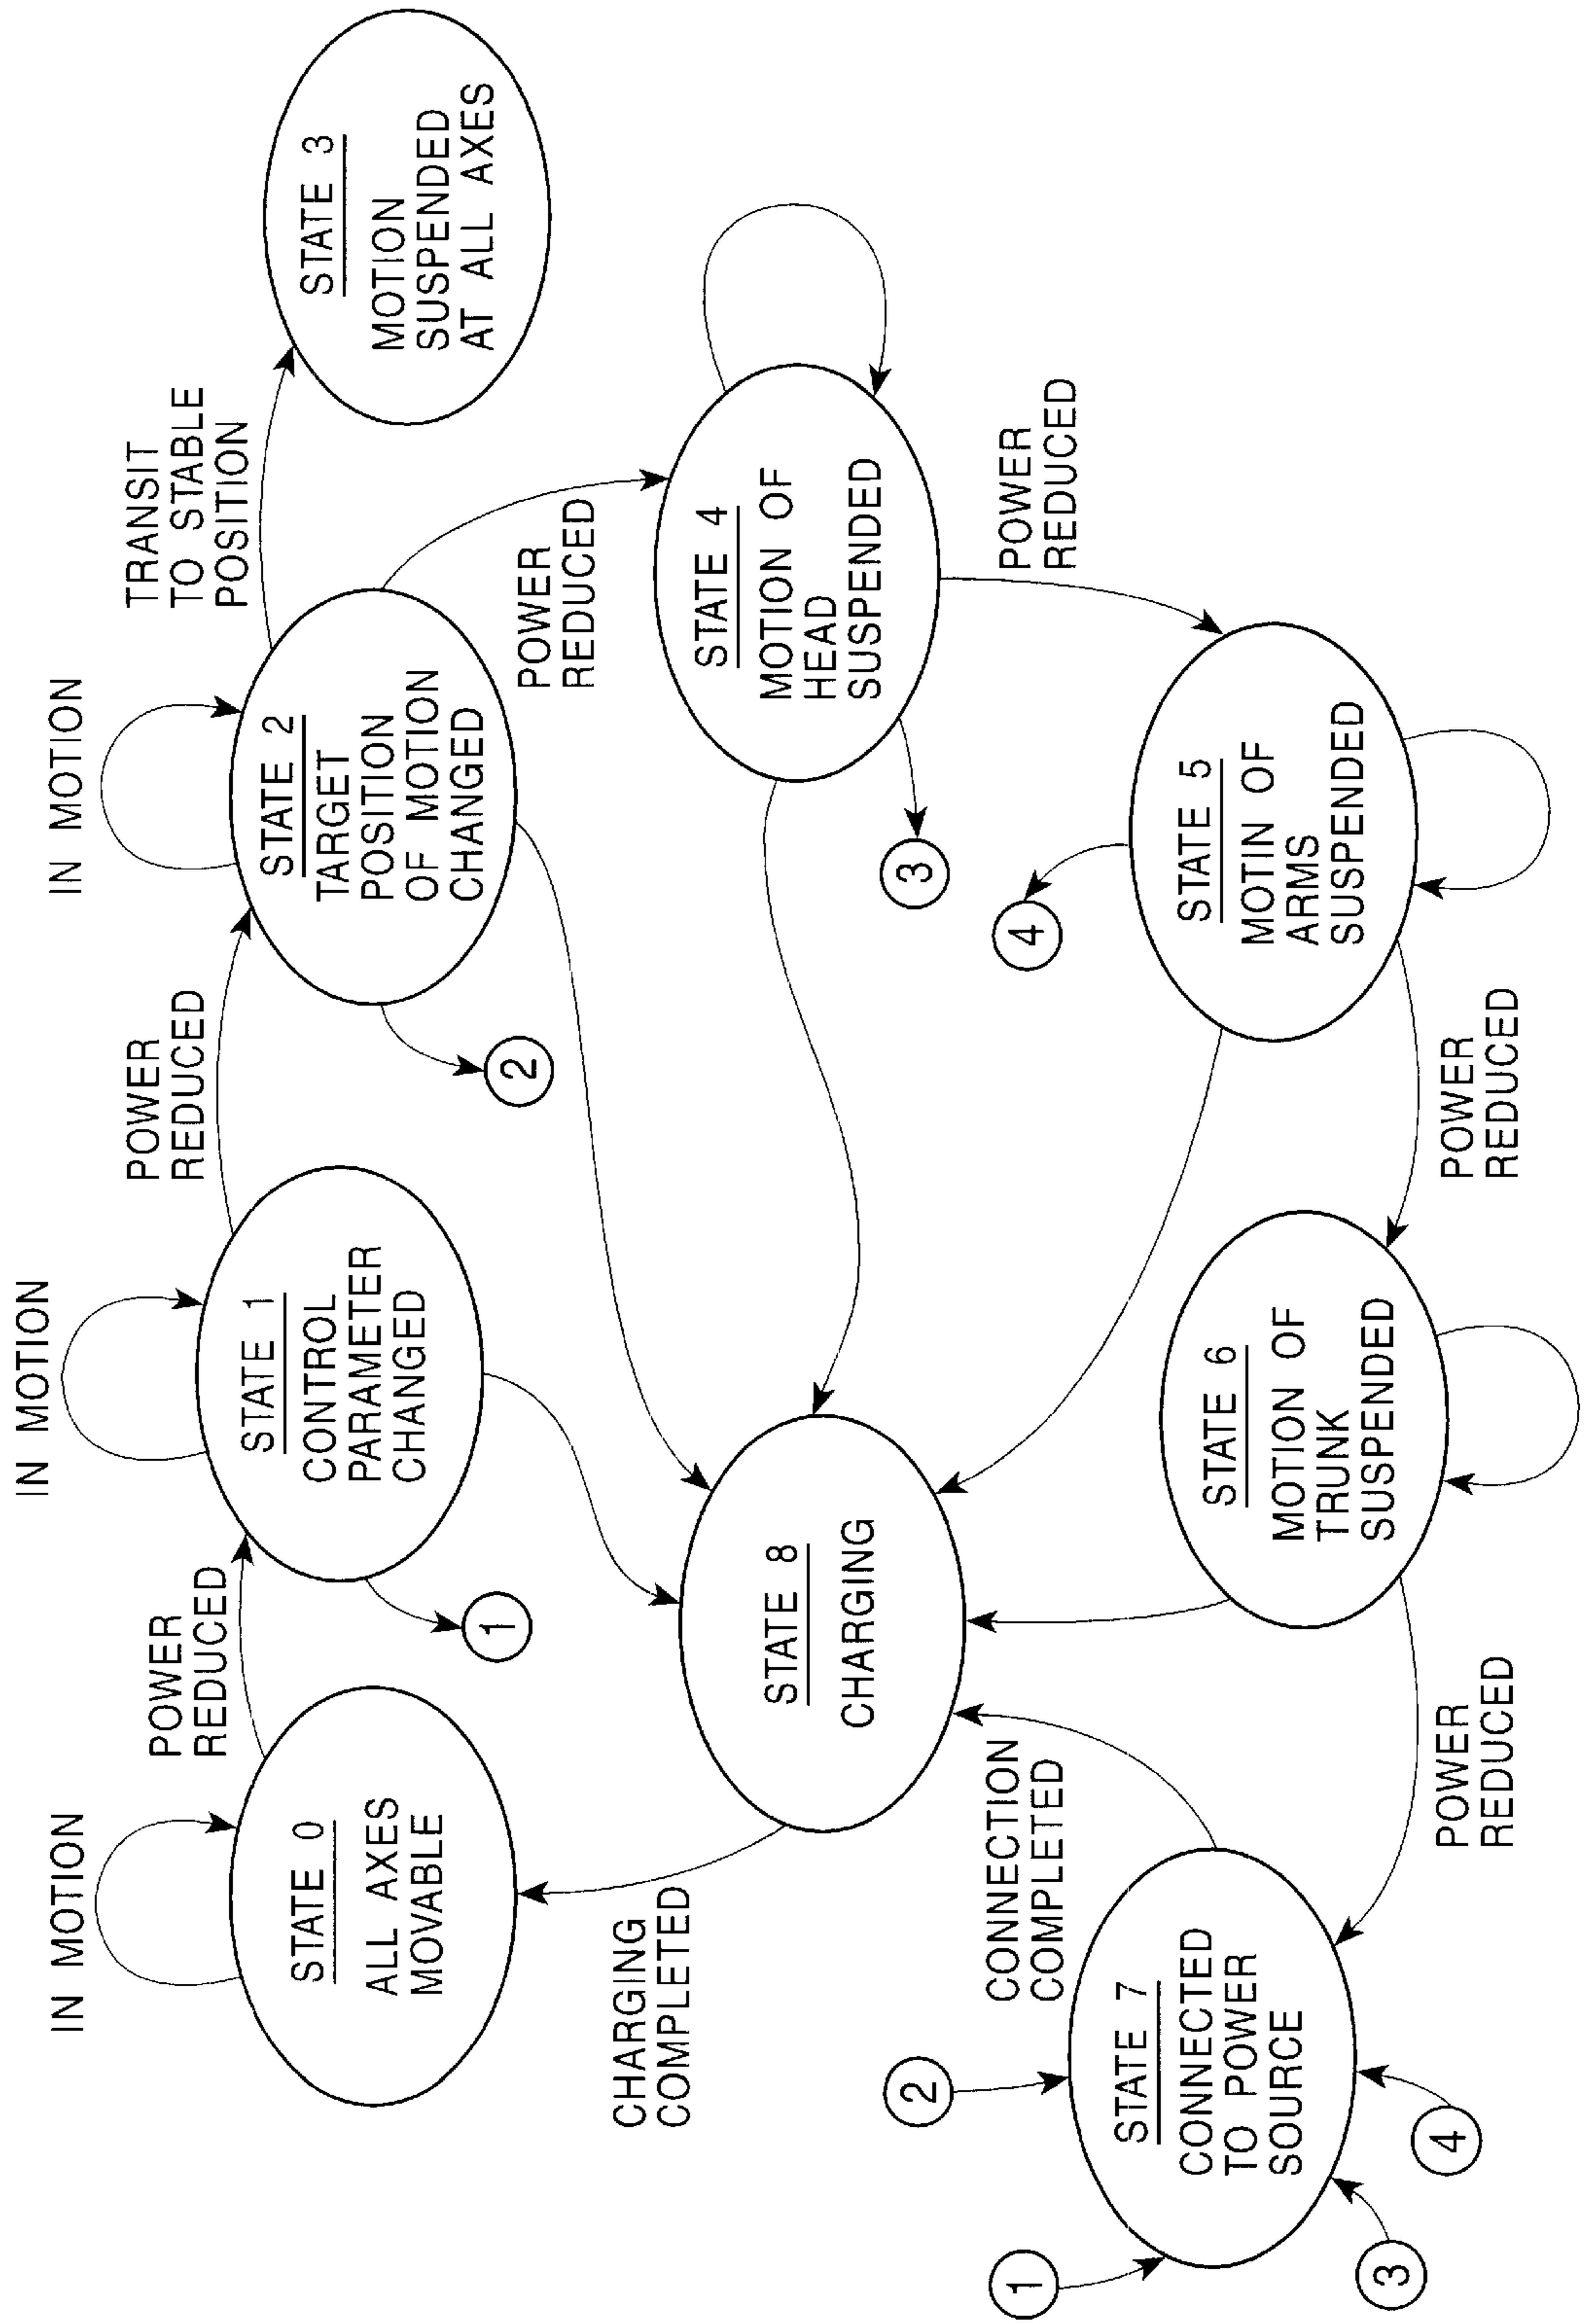 IN MOTION
IN MOTION
IN MOTION
TRANSIT
TO STABLE
POSITION
POWER
REDUCED
POWER
REDUCED
STATE 0
ALL AXES
MOVABLE
STATE 1
CONTROL
PARAMETER
CHANGED
STATE 2
TARGET
POSITION
OF MOTION
CHANGED
STATE 3
MOTION
SUSPENDED
AT ALL AXES
1
2
POWER
REDUCED
CHARGING
COMPLETED
STATE 8
CHARGING
STATE 4
MOTION OF
HEAD
SUSPENDED
3
2
CONNECTION
COMPLETED
4
POWER
REDUCED
1
STATE 7
CONNECTED
TO POWER
SOURCE
STATE 6
MOTION OF
TRUNK
SUSPENDED
STATE 5
MOTIN OF
ARMS
SUSPENDED
3
4
POWER
REDUCED
POWER
REDUCED